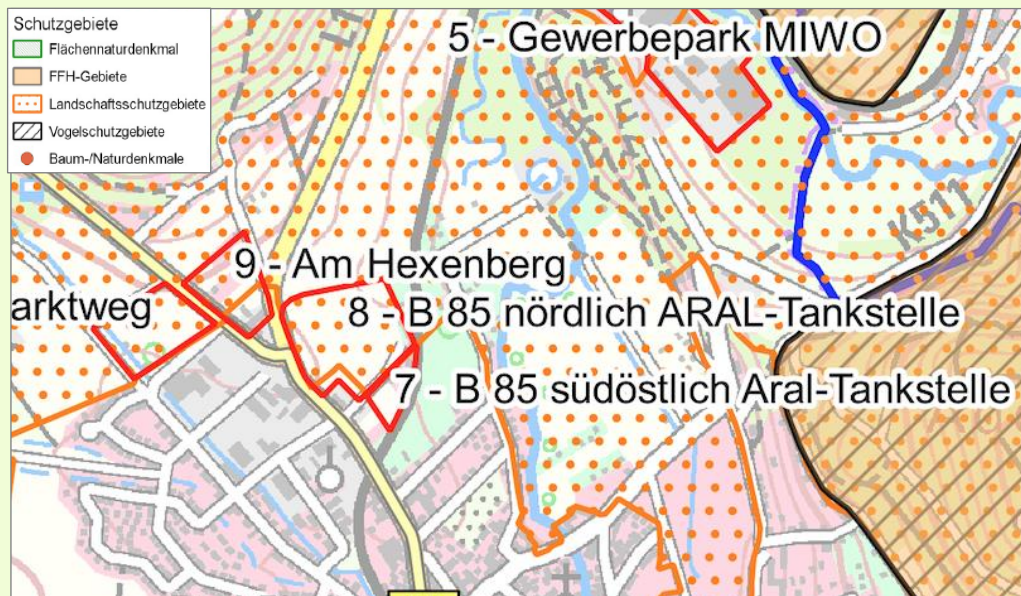 Schutzgebiete
Flächennaturdenkmal
FFH-Gebiete
Landschaftsschutzgebiete
Vogelschutzgebiete
Baum-/Naturdenkmale
5 - Gewerbepark MIWO
K511
9 - Am Hexenberg
arktweg
8 - B 85 nördlich ARAL-Tankstelle
7 - B 85 südöstlich Aral-Tankstelle